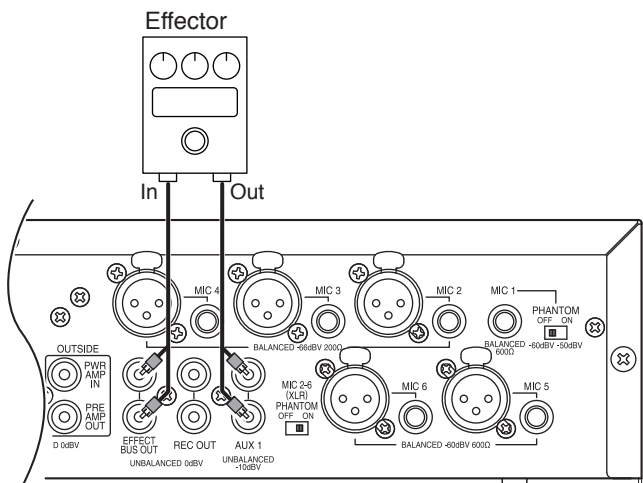 Effector
In
Out
MIC 4
MIC 3
MIC 2
MIC 1
PHANTOM
OFF ON
BALANCED -66dBV 200Ω
BALANCED
600Ω
-60dBV -50dBV
OUTSIDE
PWR
AMP
IN
PRE
AMP
OUT
D 0dBV
EFFECT
BUS OUT
REC OUT
AUX 1
UNBALANCED 0dBV
UNBALANCED
-10dBV
MIC 2-6
(XLR)
PHANTOM
OFF ON
MIC 6
MIC 5
BALANCED -60dBV 600Ω